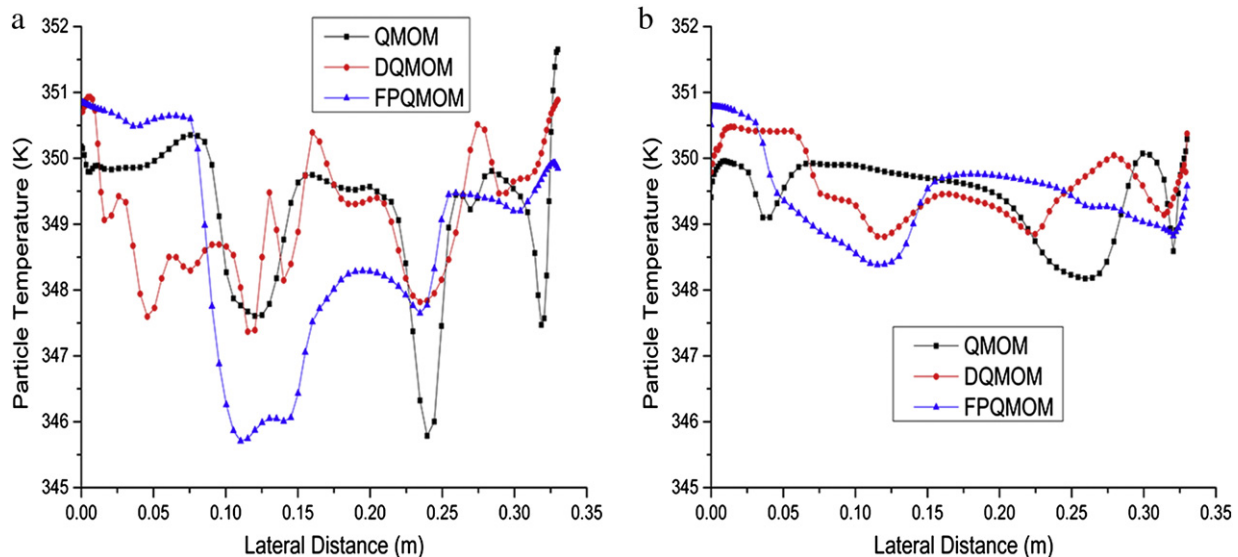 a
352
351
350
349
348
347
346
345
Particle Temperature (K)
QMOM
DQMOM
FPQMOM
0.00 0.05 0.10 0.15 0.20 0.25 0.30 0.35
Lateral Distance (m)
b
352
351
350
349
348
347
346
345
Particle Temperature (K)
QMOM
DQMOM
FPQMOM
0.00 0.05 0.10 0.15 0.20 0.25 0.30 0.35
Lateral Distance (m)